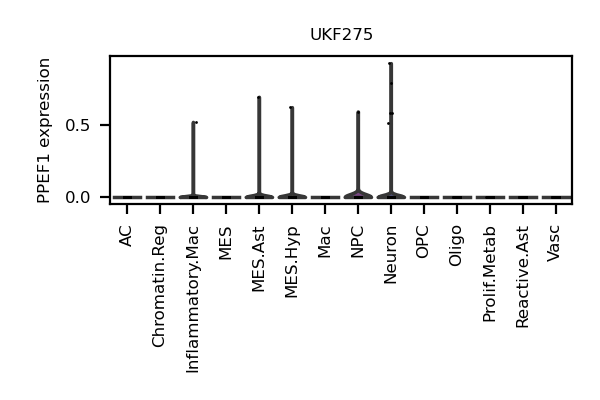 UKF275
PPEF1 expression
0.5
0.0
AC
Chromatin.Reg
Inflammatory.Mac
MES
MES.Ast
MES.Hyp
Mac
NPC
Neuron
OPC
Oligo
Prolif.Metab
Reactive.Ast
Vasc